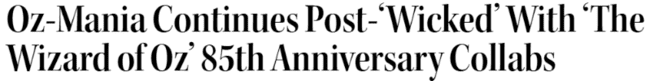 Oz-Mania Continues Post-‘Wicked’ With ‘The
Wizard of Oz’ 85th Anniversary Collabs